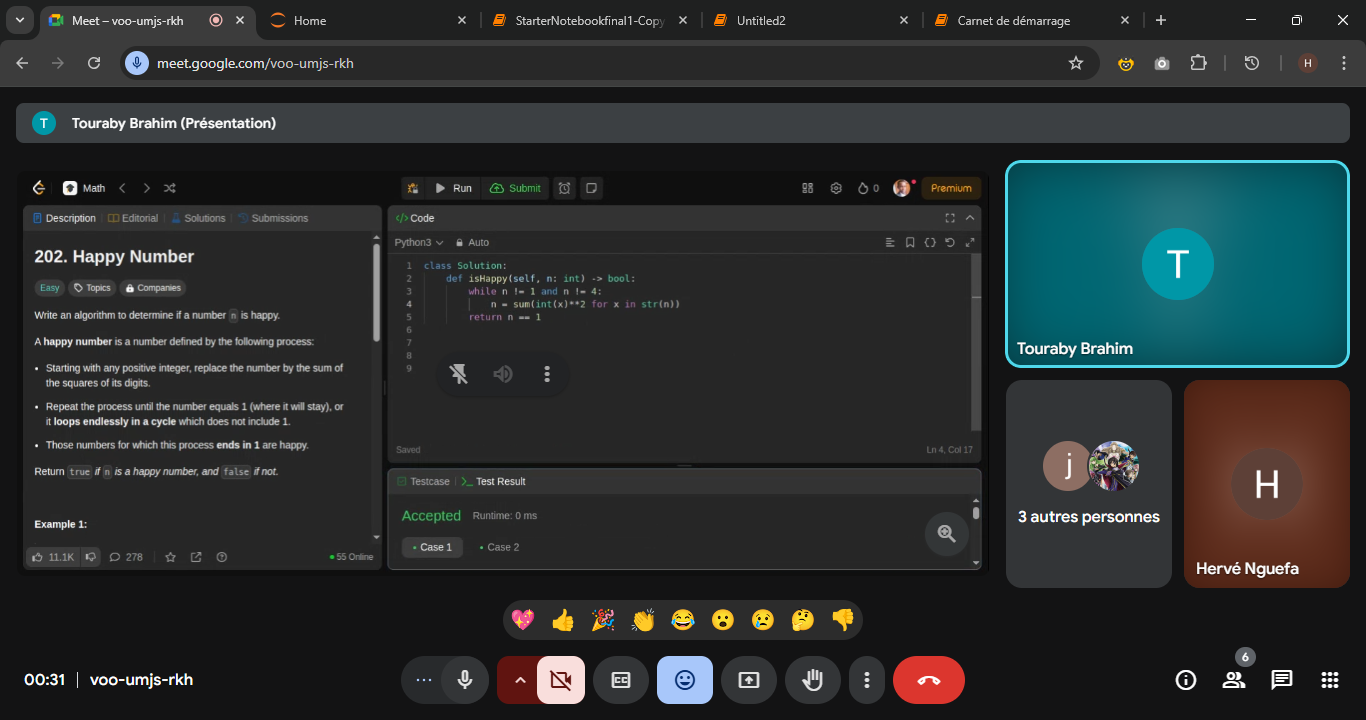 Meet – voo-umjs-rkh
Home
StarterNotebookfinal1-Copy
Untitled2
Carnet de démarrage
meet.google.com/voo-umjs-rkh
H
T Touraby Brahim (Présentation)
Math
Run
Submit
0
Premium
Description
Editorial
Solutions
Submissions
202. Happy Number
Easy
Topics
Companies
Write an algorithm to determine if a number n is happy.
A happy number is a number defined by the following process:
• Starting with any positive integer, replace the number by the sum of
the squares of its digits.
• Repeat the process until the number equals 1 (where it will stay), or
it loops endlessly in a cycle which does not include 1.
• Those numbers for which this process ends in 1 are happy.
Return true if n is a happy number, and false if not.
Example 1:
11.1K
278
55 Online
</>Code
Python3
Auto
1 class Solution:
2 def isHappy(self, n: int) -> bool:
3 while n != 1 and n != 4:
4 n = sum(int(x)**2 for x in str(n))
5 return n == 1
6
7
8
9
Saved
Ln 4, Col 17
Testcase
>_ Test Result
Accepted
Runtime: 0 ms
• Case 1
• Case 2
T
Touraby Brahim
j
3 autres personnes
H
Hervé Nguefa
00:31 | voo-umjs-rkh
CC
6